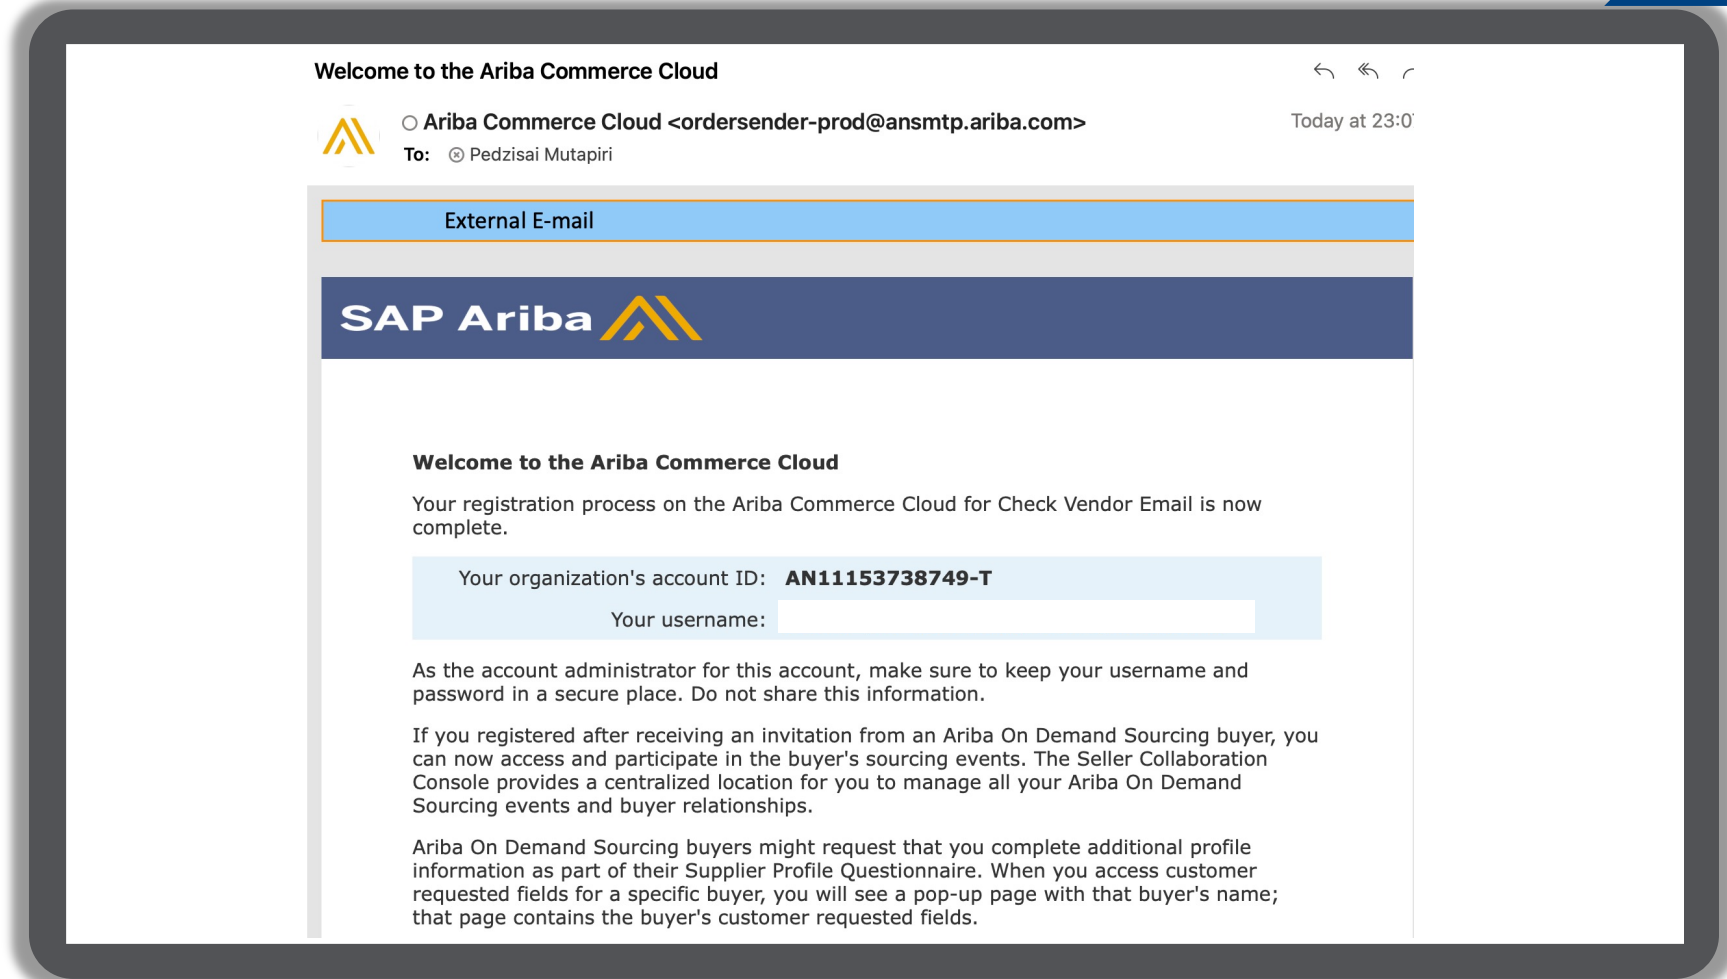 Welcome to the Ariba Commerce Cloud
Ariba Commerce Cloud <ordersender-prod@ansmtp.ariba.com>
Today at 23:0
To: Pedzisai Mutapiri
External E-mail
SAP Ariba
Welcome to the Ariba Commerce Cloud
Your registration process on the Ariba Commerce Cloud for Check Vendor Email is now
complete.
Your organization's account ID: AN11153738749-T
Your username:
As the account administrator for this account, make sure to keep your username and
password in a secure place. Do not share this information.
If you registered after receiving an invitation from an Ariba On Demand Sourcing buyer, you
can now access and participate in the buyer's sourcing events. The Seller Collaboration
Console provides a centralized location for you to manage all your Ariba On Demand
Sourcing events and buyer relationships.
Ariba On Demand Sourcing buyers might request that you complete additional profile
information as part of their Supplier Profile Questionnaire. When you access customer
requested fields for a specific buyer, you will see a pop-up page with that buyer's name;
that page contains the buyer's customer requested fields.